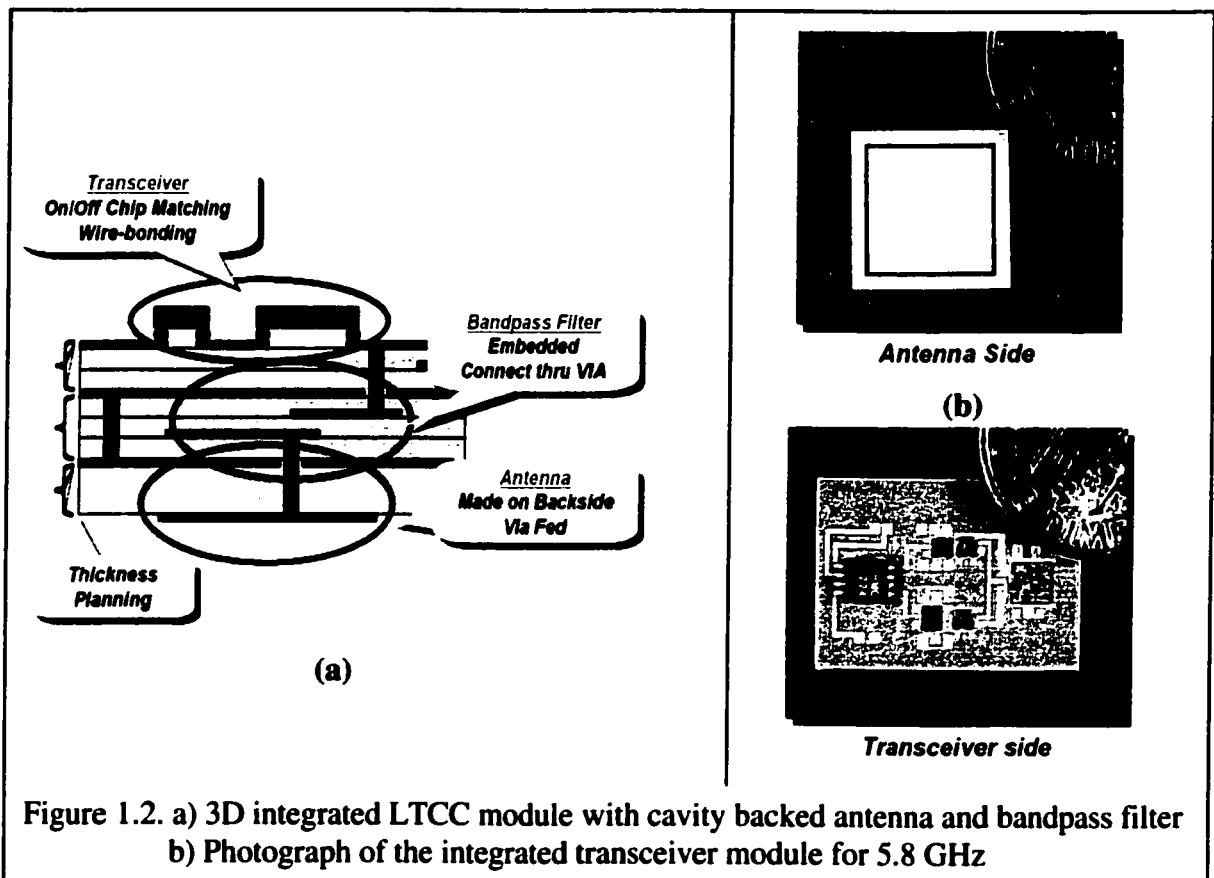 Transceiver
On/Off Chip Matching
Wire-bonding
Bandpass Filter
Embedded
Connect thru VIA
Antenna
Made on Backside
Via Fed
Thickness
Planning
(a)
Antenna Side
(b)
Transceiver side
Figure 1.2. a) 3D integrated LTCC module with cavity backed antenna and bandpass filter
b) Photograph of the integrated transceiver module for 5.8 GHz